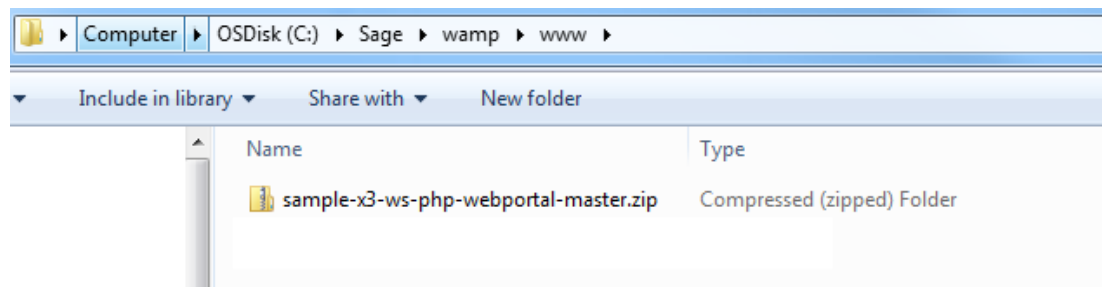 Computer OSDisk (C:) Sage wamp www
Include in library Share with New folder
Name Type
sample-x3-ws-php-webportal-master.zip Compressed (zipped) Folder